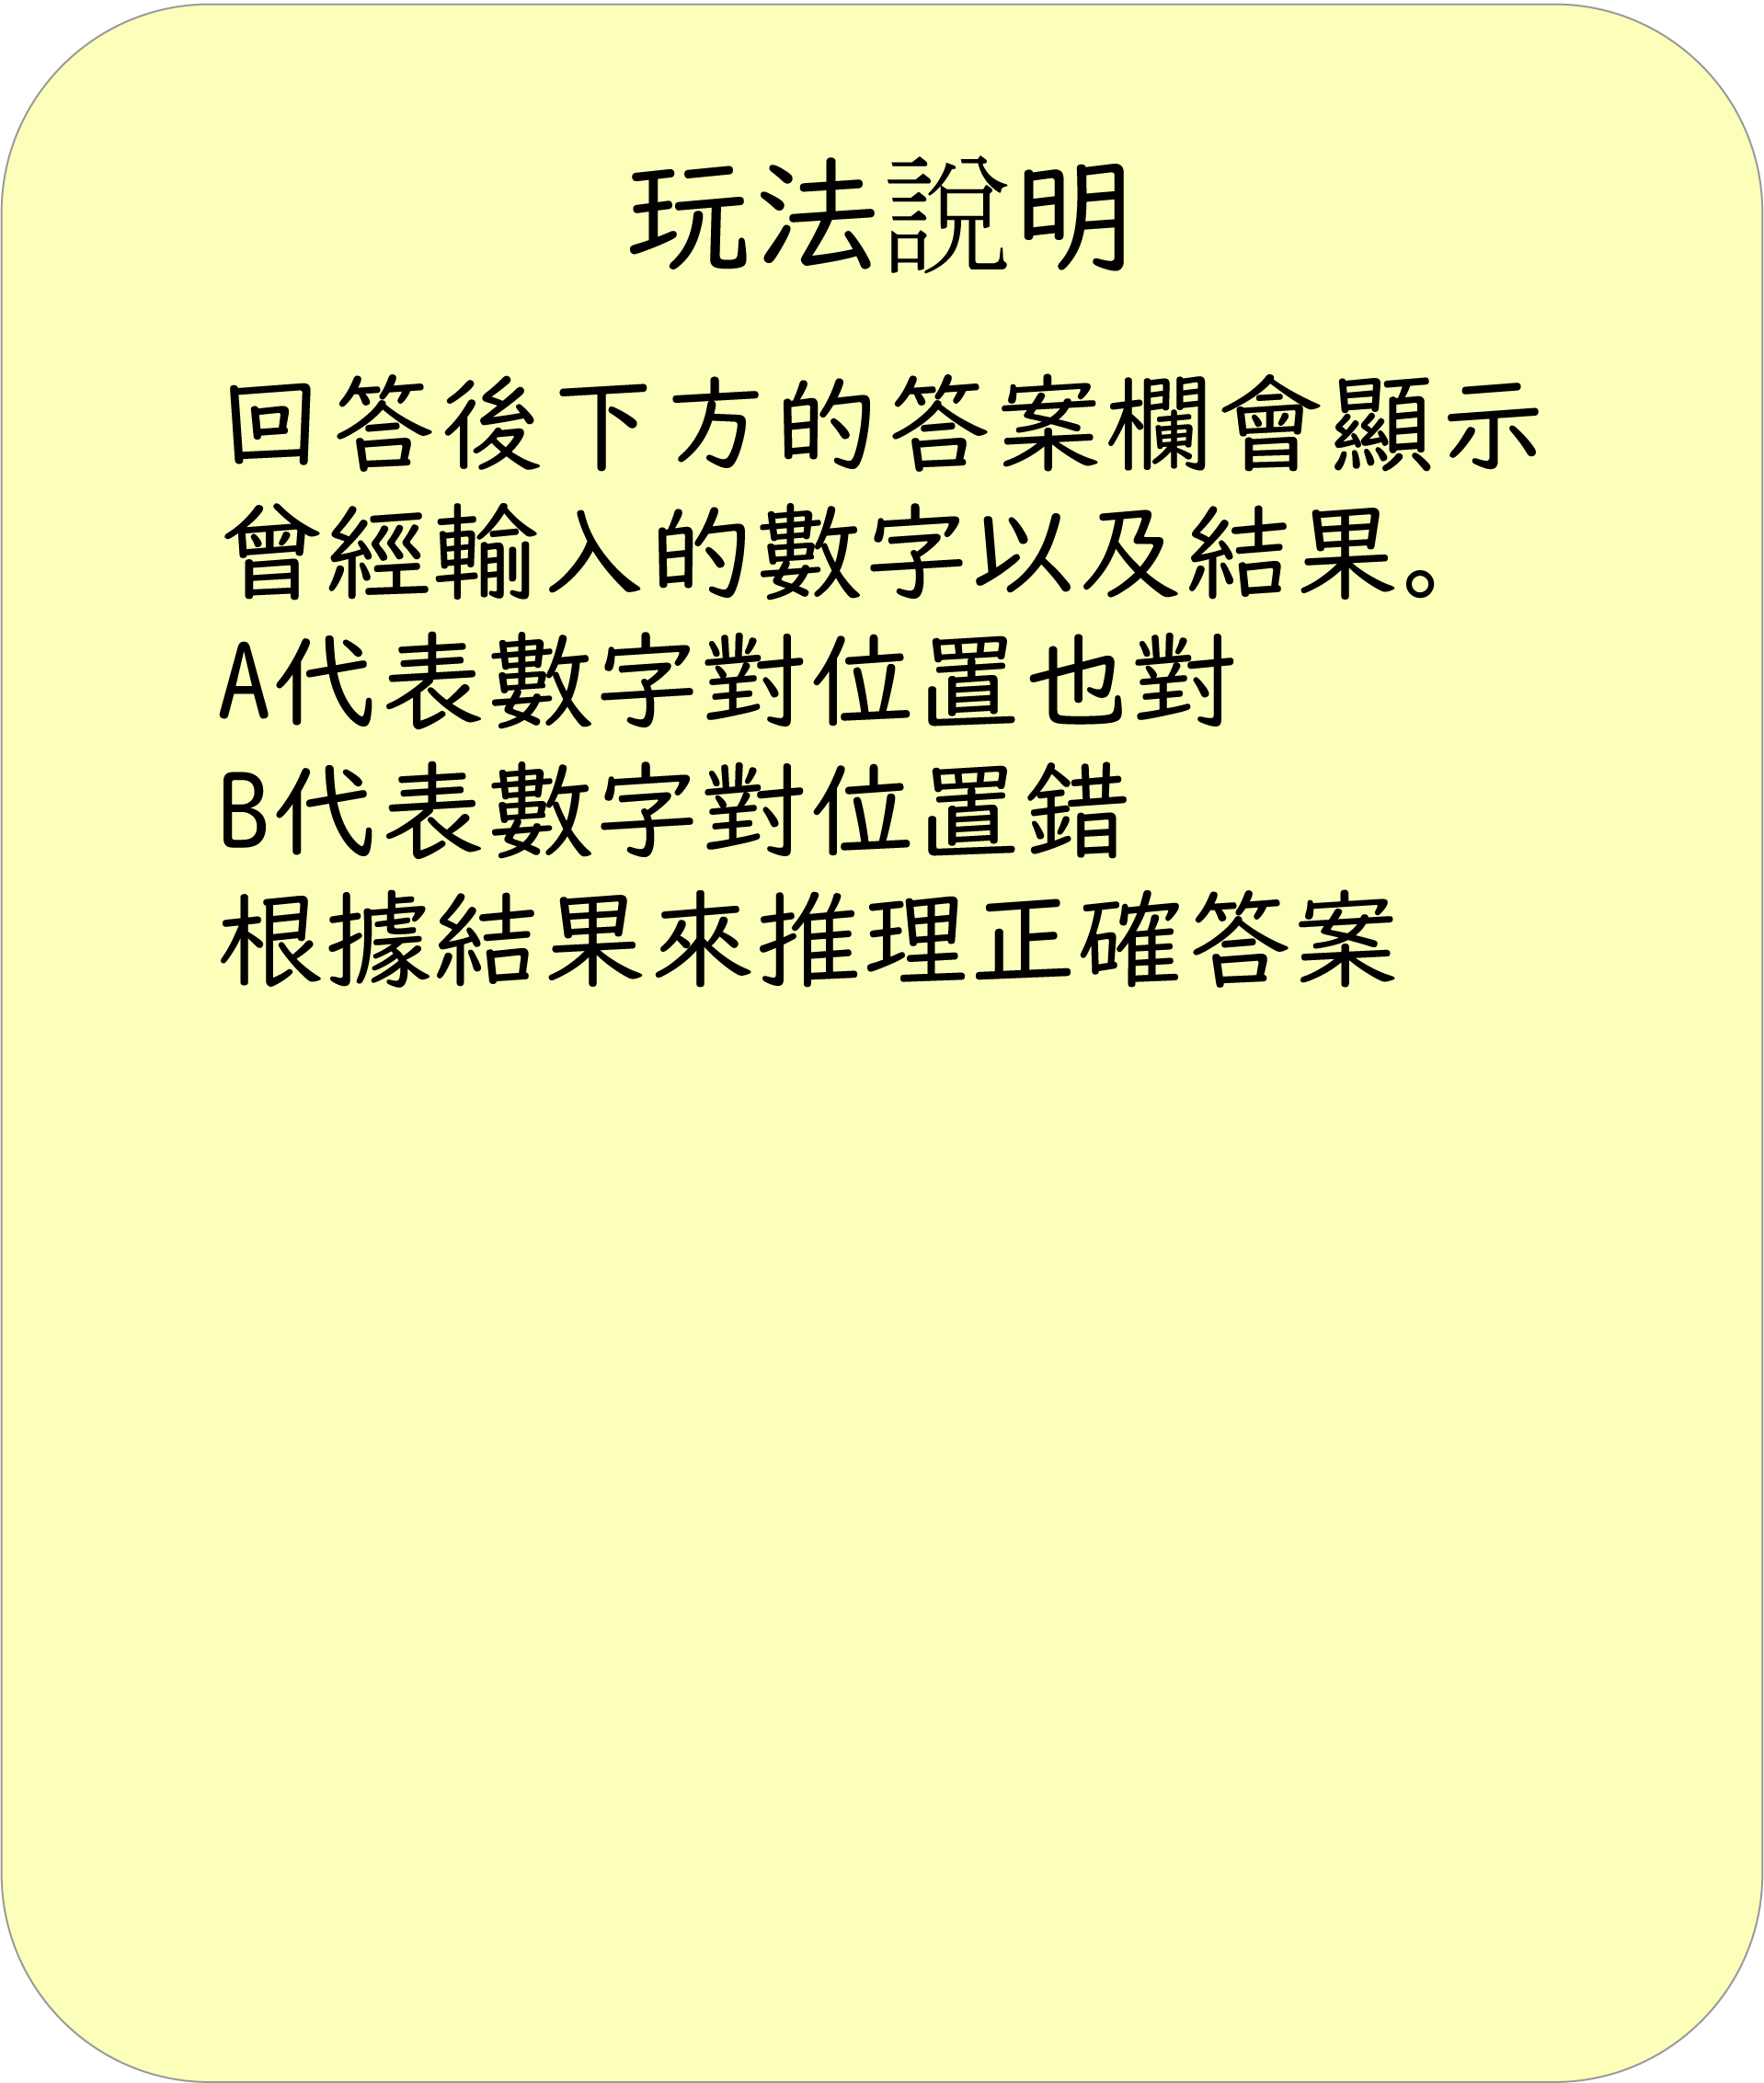 玩法說明
回答後下方的答案欄會顯示
曾經輸入的數字以及結果。
A代表數字對位置也對
B代表數字對位置錯
根據結果來推理正確答案